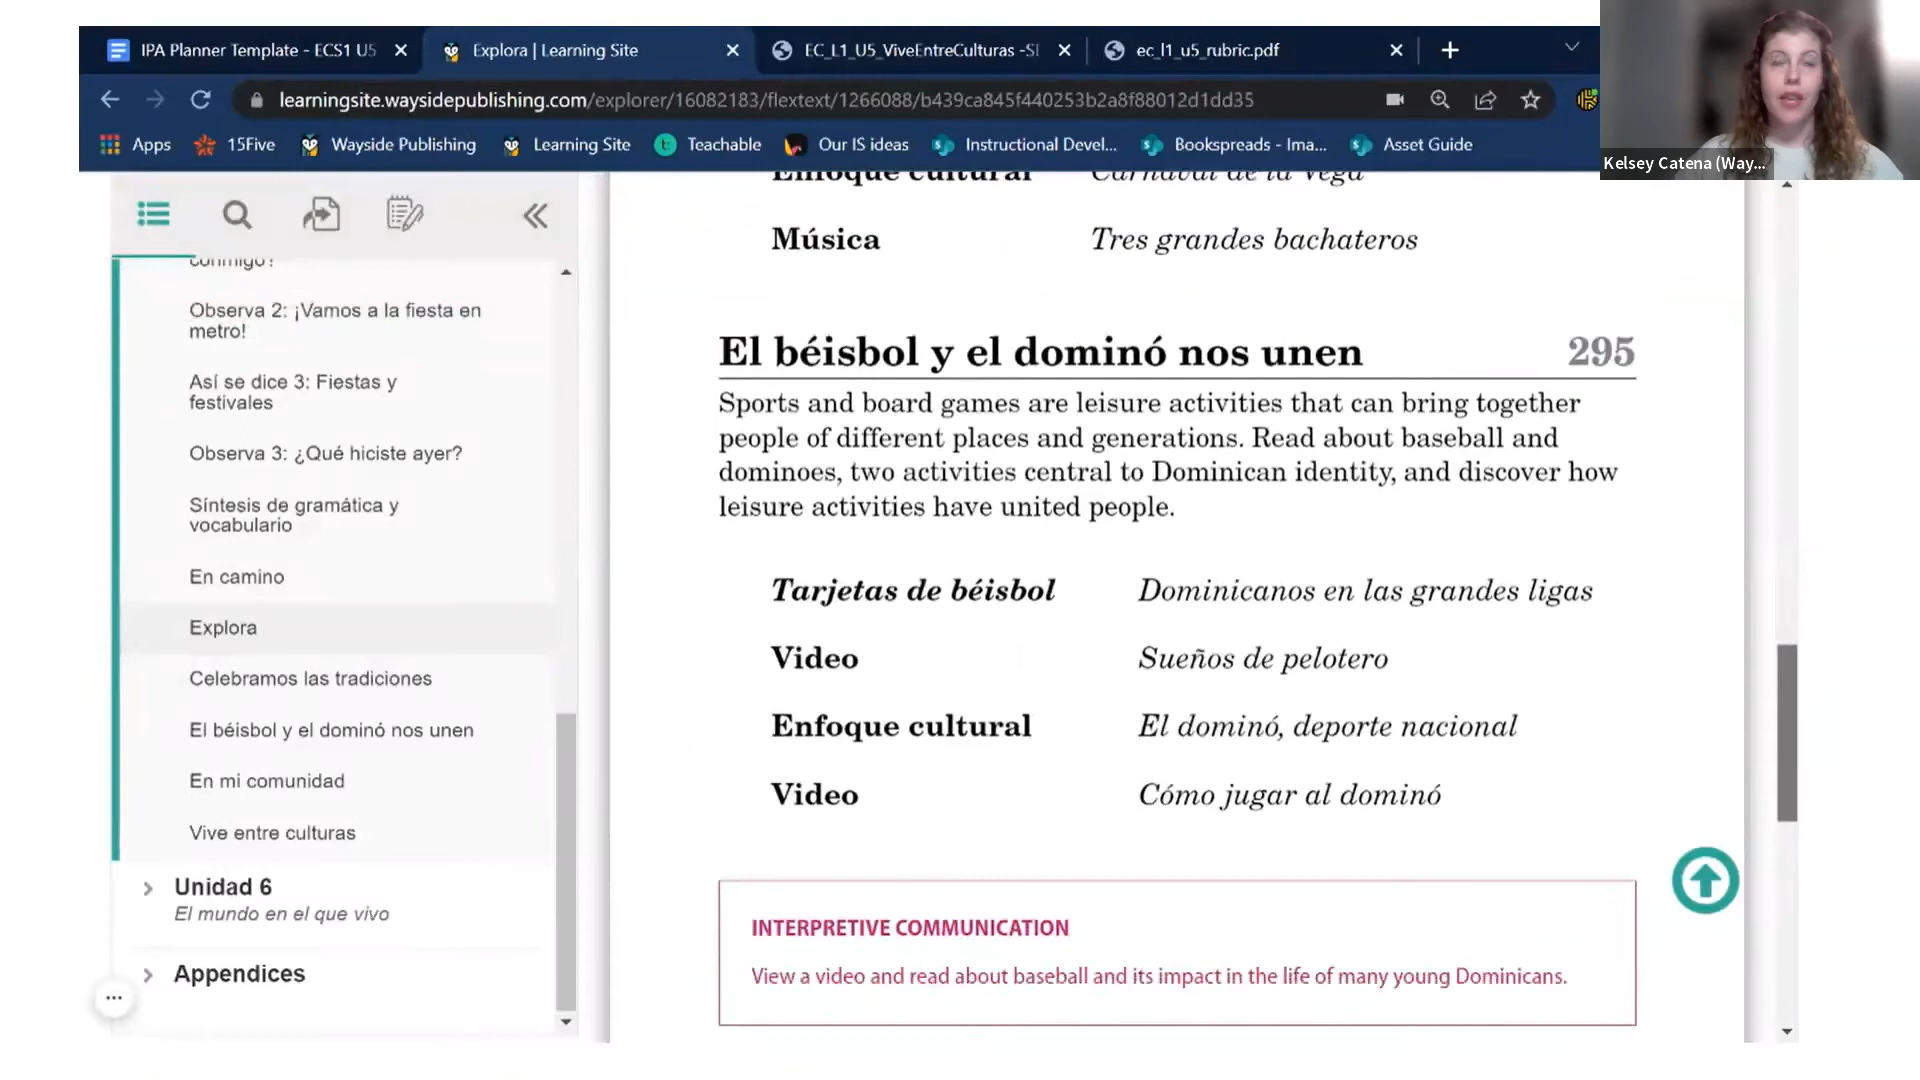 IPA Planner Template - ECS1 U5
Explora | Learning Site
EC_L1_U5_ViveEntreCulturas -SI
ec_l1_u5_rubric.pdf
learningsite.waysidepublishing.com/explorer/16082183/flextext/1266088/b439ca845f440253b2a8f88012d1dd35
Apps
15Five
Wayside Publishing
Learning Site
Teachable
Our IS ideas
Instructional Devel...
Bookspreads - Ima...
Asset Guide
Kelsey Catena (Way...
conmigo?
Observa 2: ¡Vamos a la fiesta en
metro!
Así se dice 3: Fiestas y
festivales
Observa 3: ¿Qué hiciste ayer?
Síntesis de gramática y
vocabulario
En camino
Explora
Celebramos las tradiciones
El béisbol y el dominó nos unen
En mi comunidad
Vive entre culturas
Unidad 6
El mundo en el que vivo
Appendices
Enfoque cultural Carnaval de la Vega
Música Tres grandes bachateros
El béisbol y el dominó nos unen 295
Sports and board games are leisure activities that can bring together
people of different places and generations. Read about baseball and
dominoes, two activities central to Dominican identity, and discover how
leisure activities have united people.
Tarjetas de béisbol Dominicanos en las grandes ligas
Video Sueños de pelotero
Enfoque cultural El dominó, deporte nacional
Video Cómo jugar al dominó
INTERPRETIVE COMMUNICATION
View a video and read about baseball and its impact in the life of many young Dominicans.